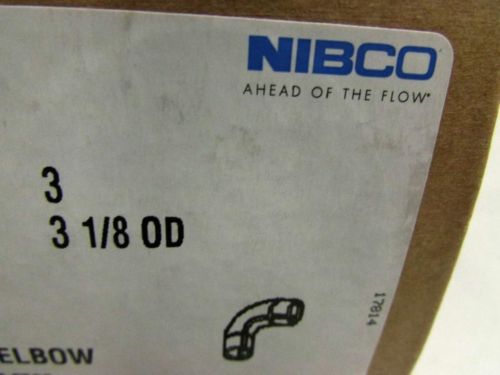 NIBCO
AHEAD OF THE FLOW
3
3 1/8 OD
17814
ELBOW